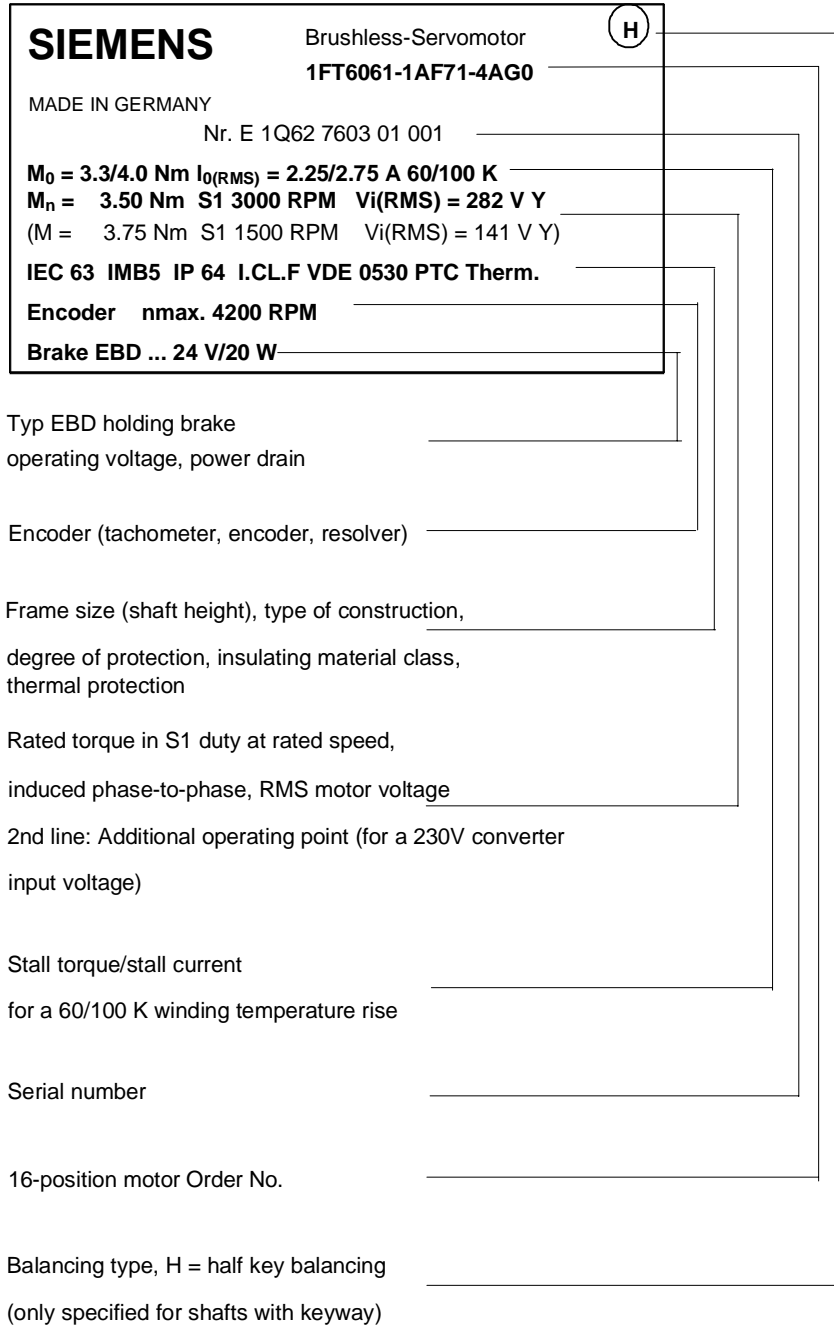 SIEMENS Brushless-Servomotor H
1FT6061-1AF71-4AG0
MADE IN GERMANY
Nr. E 1Q62 7603 01 001
M₀ = 3.3/4.0 Nm I₀(RMS) = 2.25/2.75 A 60/100 K
Mₙ = 3.50 Nm S1 3000 RPM Vi(RMS) = 282 V Y
(M = 3.75 Nm S1 1500 RPM Vi(RMS) = 141 V Y)
IEC 63 IMB5 IP 64 I.CL.F VDE 0530 PTC Therm.
Encoder nmax. 4200 RPM
Brake EBD ... 24 V/20 W
Typ EBD holding brake
operating voltage, power drain
Encoder (tachometer, encoder, resolver)
Frame size (shaft height), type of construction,
degree of protection, insulating material class,
thermal protection
Rated torque in S1 duty at rated speed,
induced phase-to-phase, RMS motor voltage
2nd line: Additional operating point (for a 230V converter
input voltage)
Stall torque/stall current
for a 60/100 K winding temperature rise
Serial number
16-position motor Order No.
Balancing type, H = half key balancing
(only specified for shafts with keyway)